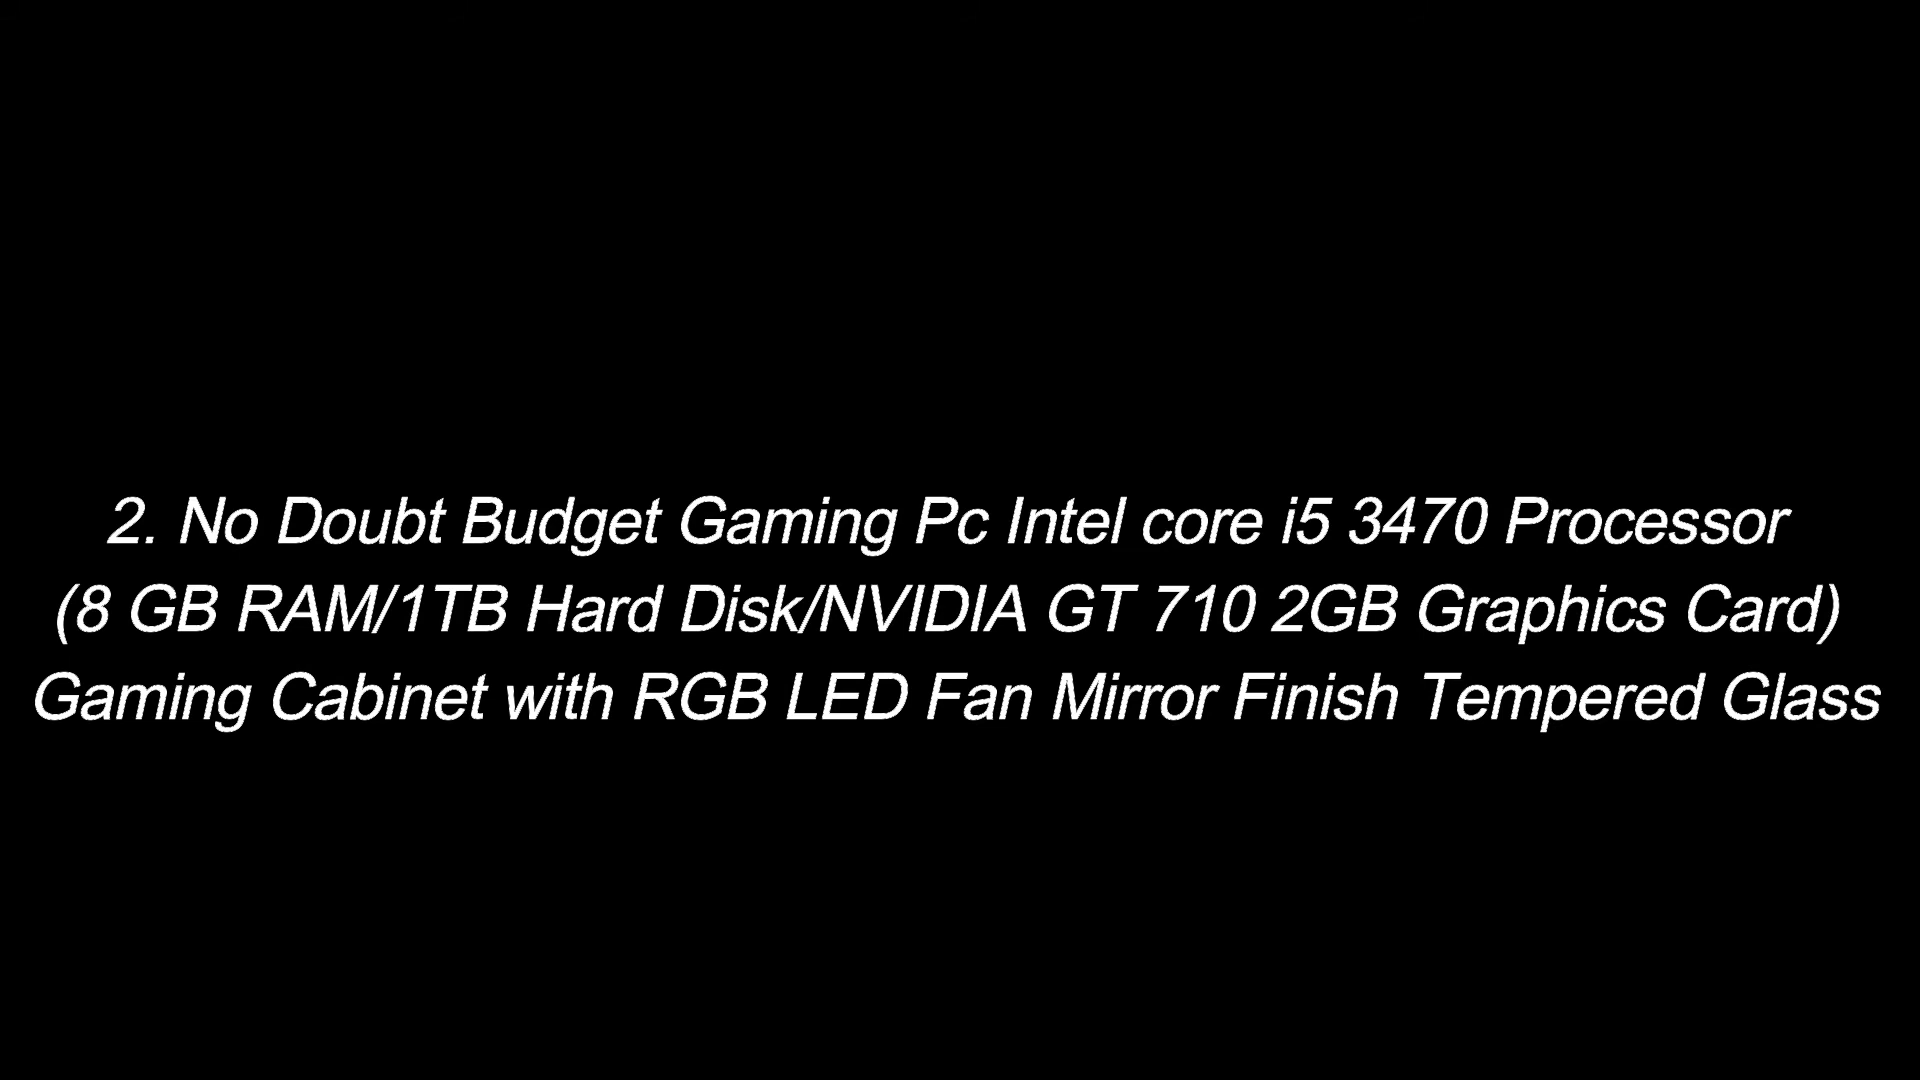 2. No Doubt Budget Gaming Pc Intel core i5 3470 Processor
(8 GB RAM/1TB Hard Disk/NVIDIA GT 710 2GB Graphics Card)
Gaming Cabinet with RGB LED Fan Mirror Finish Tempered Glass